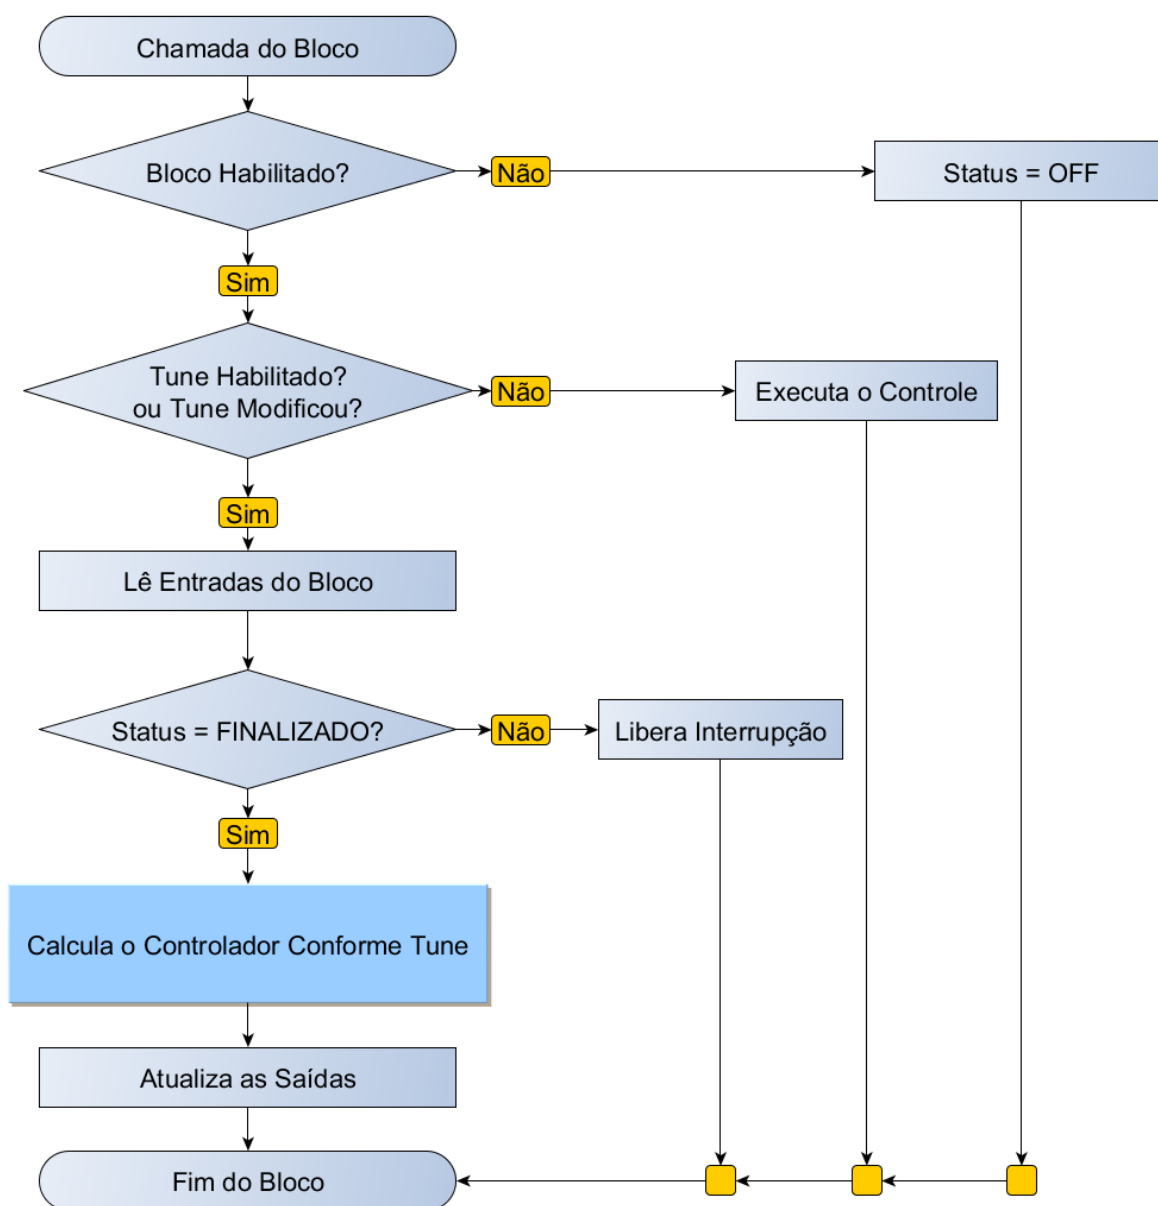 Chamada do Bloco
Bloco Habilitado?
Não
Status = OFF
Sim
Tune Habilitado?
ou Tune Modificou?
Não
Executa o Controle
Sim
Lê Entradas do Bloco
Status = FINALIZADO?
Não
Libera Interrupção
Sim
Calcula o Controlador Conforme Tune
Atualiza as Saídas
Fim do Bloco